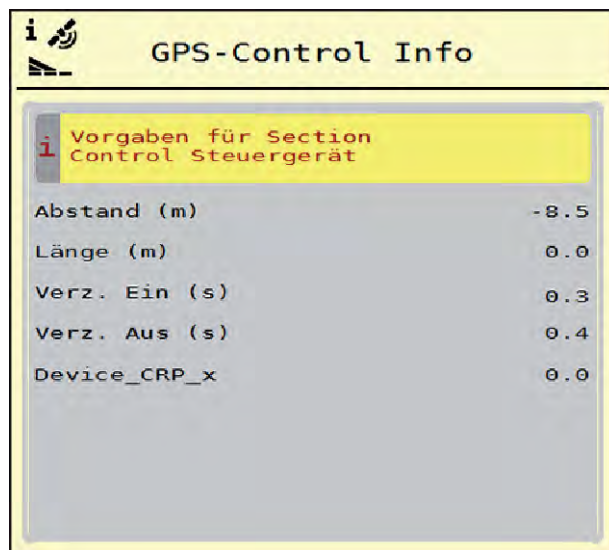 i
GPS-Control Info
i Vorgaben für Section
Control Steuergerät
Abstand (m) -8.5
Länge (m) 0.0
Verz. Ein (s) 0.3
Verz. Aus (s) 0.4
Device_CRP_x 0.0